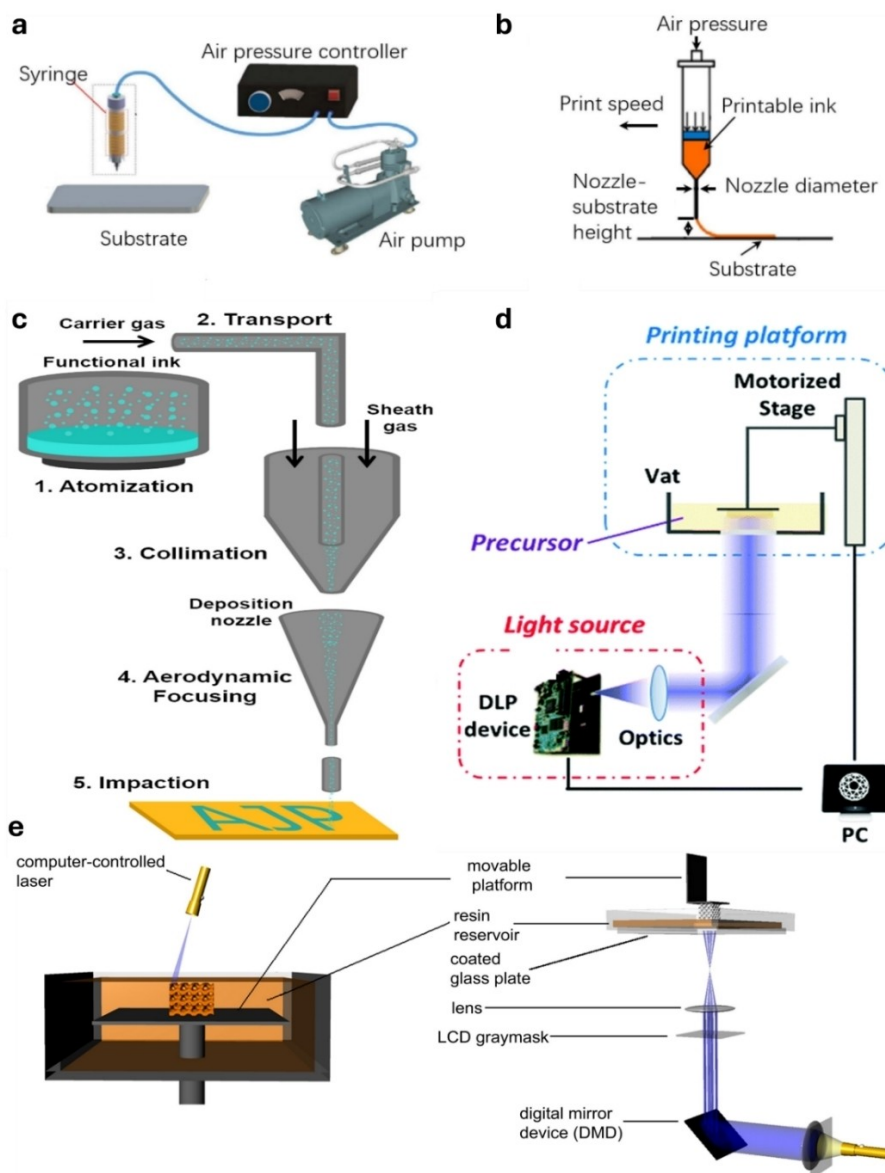 a
Air pressure controller
Syringe
Substrate
Air pump
b
Air pressure
Print speed
Printable ink
Nozzle-
substrate
height
Nozzle diameter
Substrate
c
Carrier gas
2. Transport
Functional ink
Sheath
gas
1. Atomization
3. Collimation
Deposition
nozzle
4. Aerodynamic
Focusing
5. Impaction
AJP
d
Printing platform
Motorized
Stage
Vat
Precursor
Light source
DLP
device
Optics
PC
e
computer-controlled
laser
movable
platform
resin
reservoir
coated
glass plate
lens
LCD graymask
digital mirror
device (DMD)